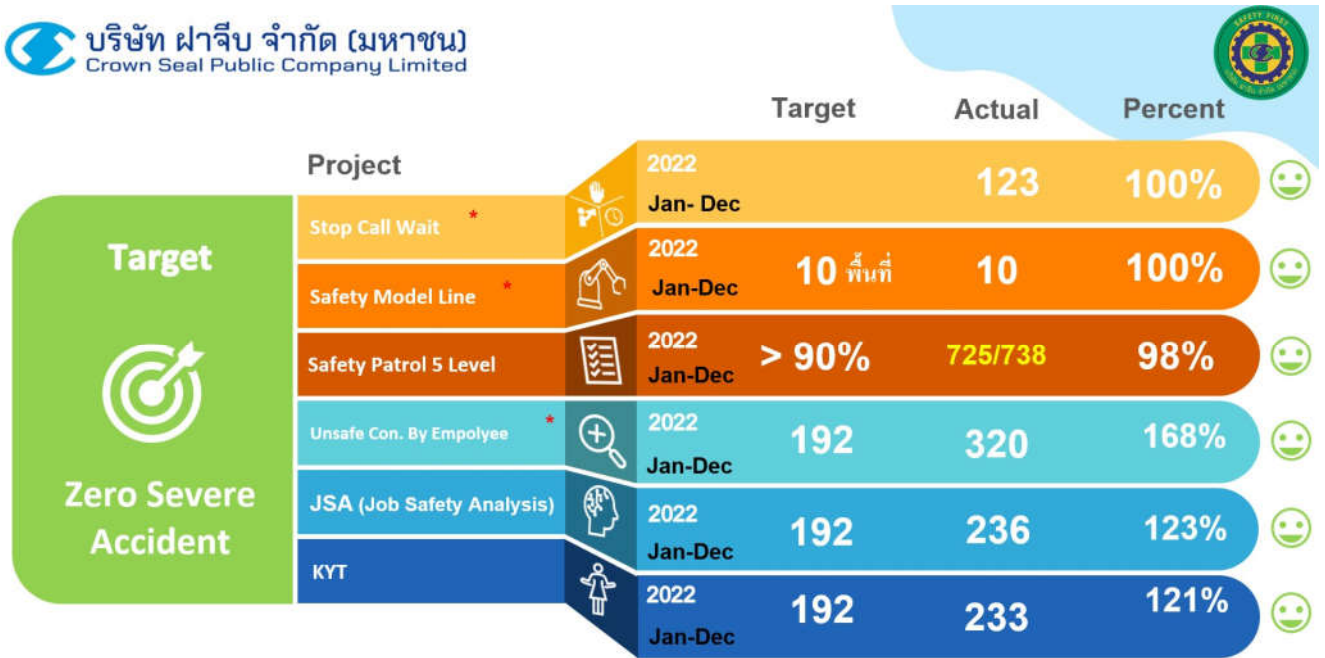 บริษัท ฝาจีบ จำกัด (มหาชน)
Crown Seal Public Company Limited
SAFETY FIRST
Target Actual Percent
Project
Target
Zero Severe
Accident
Stop Call Wait *
2022
Jan- Dec
123 100%
Safety Model Line *
2022
Jan-Dec
10 พื้นที่ 10 100%
Safety Patrol 5 Level
2022
Jan-Dec
> 90% 725/738 98%
Unsafe Con. By Empolyee *
2022
Jan-Dec
192 320 168%
JSA (Job Safety Analysis)
2022
Jan-Dec
192 236 123%
KYT
2022
Jan-Dec
192 233 121%